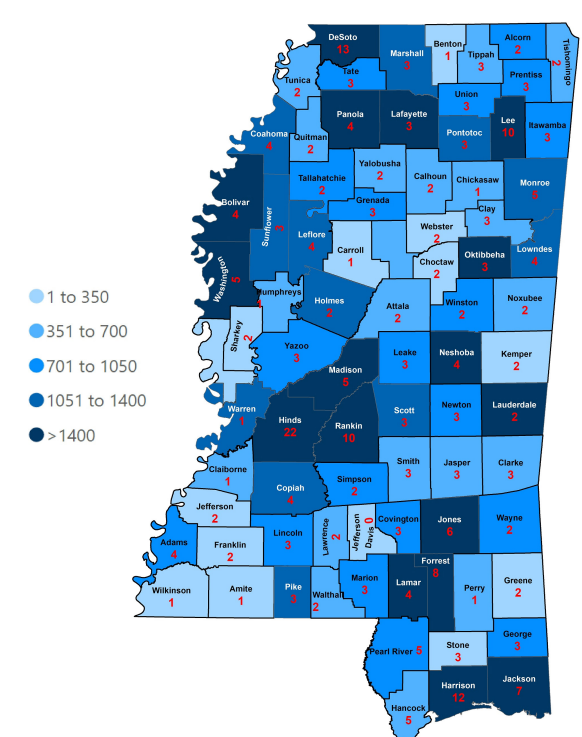 DeSoto
13
Marshall
Benton
1
Tippah
3
Alcorn
2
Tishomingo
2
Tunica
2
Tate
3
Prentiss
3
Union
3
Panola
4
Lafayette
3
Lee
10
Itawamba
3
Pontotoc
Coahoma
4
Quitman
2
Yalobusha
2
Calhoun
2
Chickasaw
1
Monroe
Tallahatchie
2
Bolivar
4
Grenada
3
Clay
3
Sunflower
Leflore
4
Webster
2
Carroll
1
Choctaw
2
Oktibbeha
3
Lowndes
4
Washington
5
Humphreys
Holmes
2
Attala
2
Winston
2
Noxubee
2
1 to 350
351 to 700
701 to 1050
1051 to 1400
>1400
Sharkey
2
Yazoo
3
Madison
5
Leake
3
Neshoba
4
Kemper
2
Warren
1
Hinds
22
Rankin
10
Scott
Newton
3
Lauderdale
2
Claiborne
1
Copiah
4
Simpson
2
Smith
3
Jasper
3
Clarke
3
Jefferson
2
Adams
4
Franklin
2
Lincoln
3
Lawrence
2
Jefferson
Davis
0
Covington
3
Jones
6
Wayne
2
Wilkinson
1
Amite
1
Pike
Walthall
2
Marion
3
Lamar
4
Forrest
8
Perry
1
Greene
2
Pearl River 5
Stone
3
George
3
Hancock
5
Harrison
12
Jackson
7